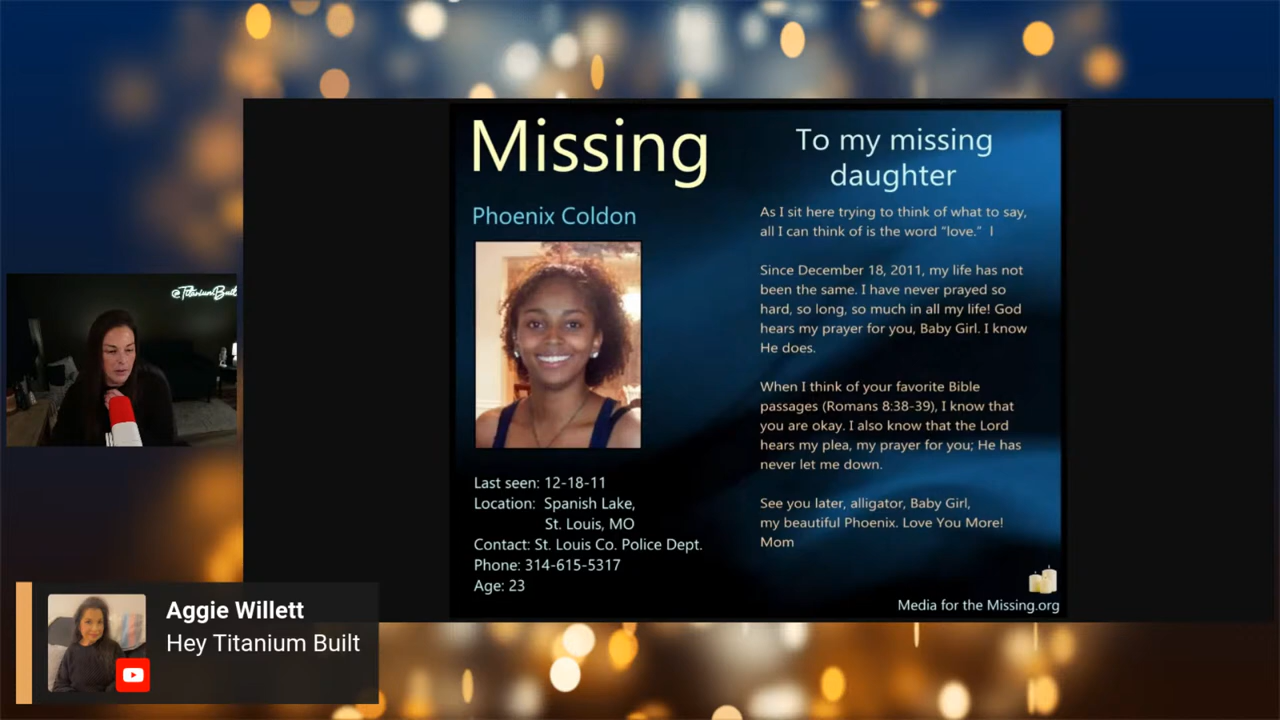 Missing
Phoenix Coldon
Last seen: 12-18-11
Location: Spanish Lake,
St. Louis, MO
Contact: St. Louis Co. Police Dept.
Phone: 314-615-5317
Age: 23
To my missing
daughter
As I sit here trying to think of what to say,
all I can think of is the word “love.” I
Since December 18, 2011, my life has not
been the same. I have never prayed so
hard, so long, so much in all my life! God
hears my prayer for you, Baby Girl. I know
He does.
When I think of your favorite Bible
passages (Romans 8:38-39), I know that
you are okay. I also know that the Lord
hears my plea, my prayer for you; He has
never let me down.
See you later, alligator, Baby Girl,
my beautiful Phoenix. Love You More!
Mom
Media for the Missing.org
@TitaniumBuilt
Aggie Willett
Hey Titanium Built